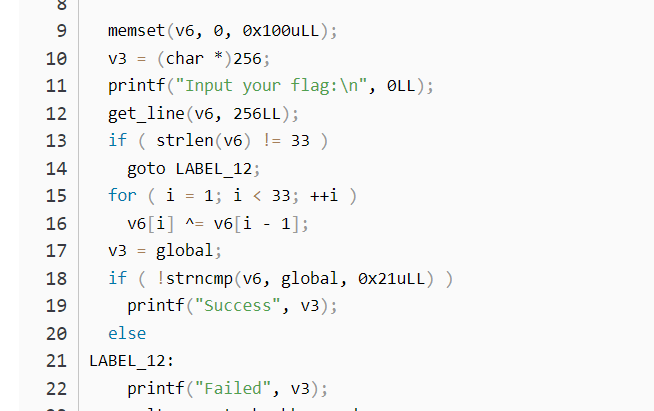 8
9 memset(v6, 0, 0x100uLL);
10 v3 = (char *)256;
11 printf("Input your flag:\n", 0LL);
12 get_line(v6, 256LL);
13 if ( strlen(v6) != 33 )
14 goto LABEL_12;
15 for ( i = 1; i < 33; ++i )
16 v6[i] ^= v6[i - 1];
17 v3 = global;
18 if ( !strncmp(v6, global, 0x21uLL) )
19 printf("Success", v3);
20 else
21 LABEL_12:
22 printf("Failed", v3);